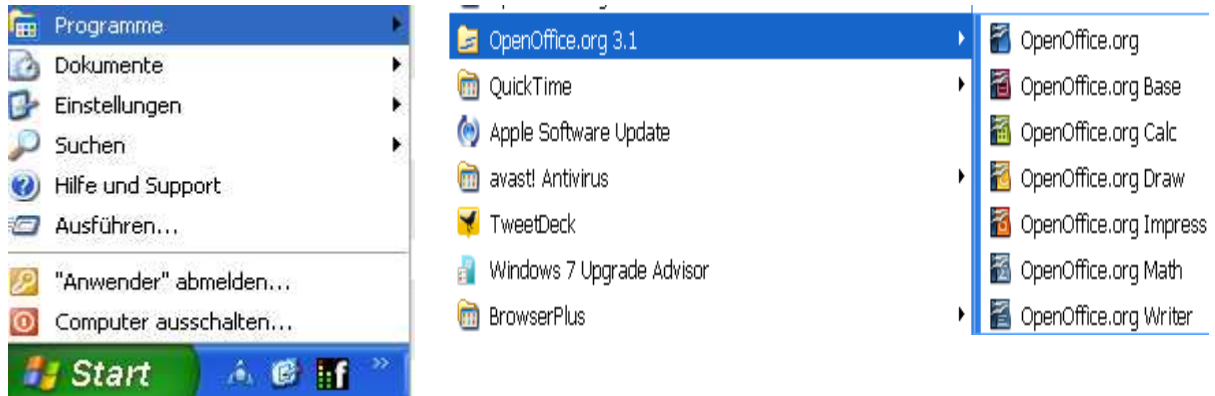 Programme
Dokumente
Einstellungen
Suchen
Hilfe und Support
Ausführen...
"Anwender" abmelden...
Computer ausschalten...
Start
OpenOffice.org 3.1
QuickTime
Apple Software Update
avast! Antivirus
TweetDeck
Windows 7 Upgrade Advisor
BrowserPlus
OpenOffice.org
OpenOffice.org Base
OpenOffice.org Calc
OpenOffice.org Draw
OpenOffice.org Impress
OpenOffice.org Math
OpenOffice.org Writer